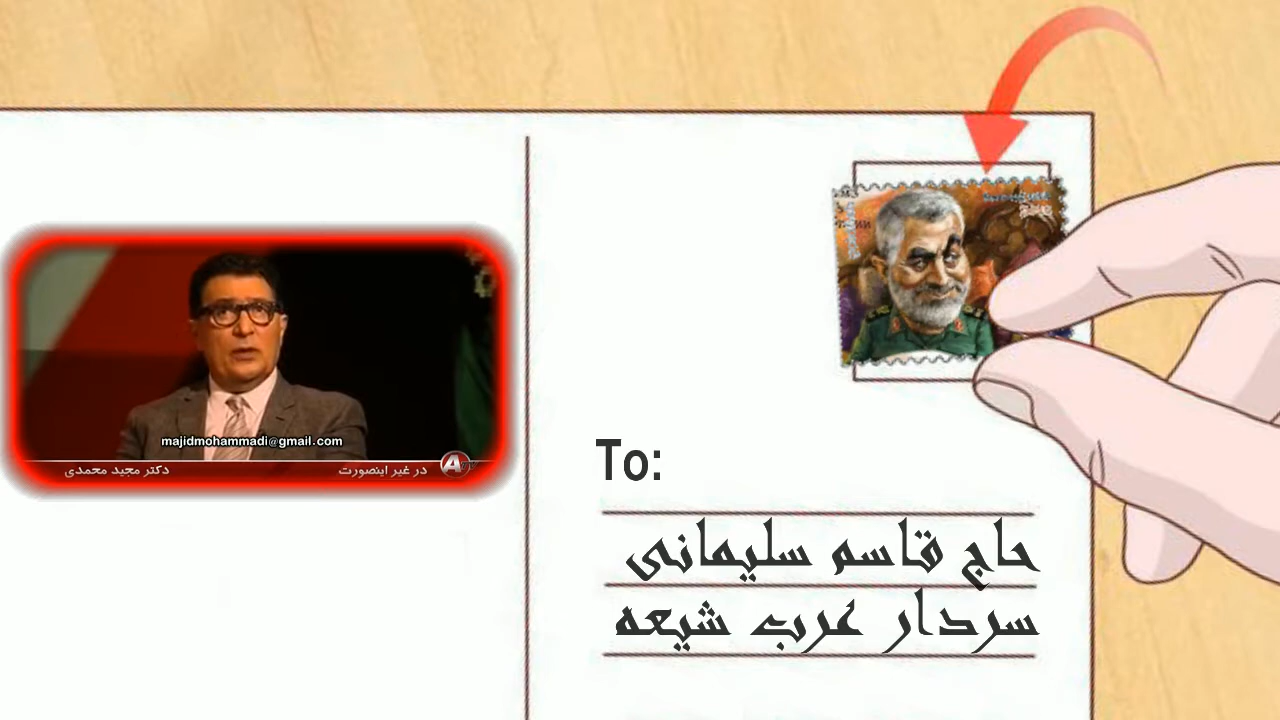 majidmohammadi@gmail.com
در غیر اینصورت
دکتر مجید محمدی
To:
حاج قاسم سلیمانی
سردار عرب شیعه